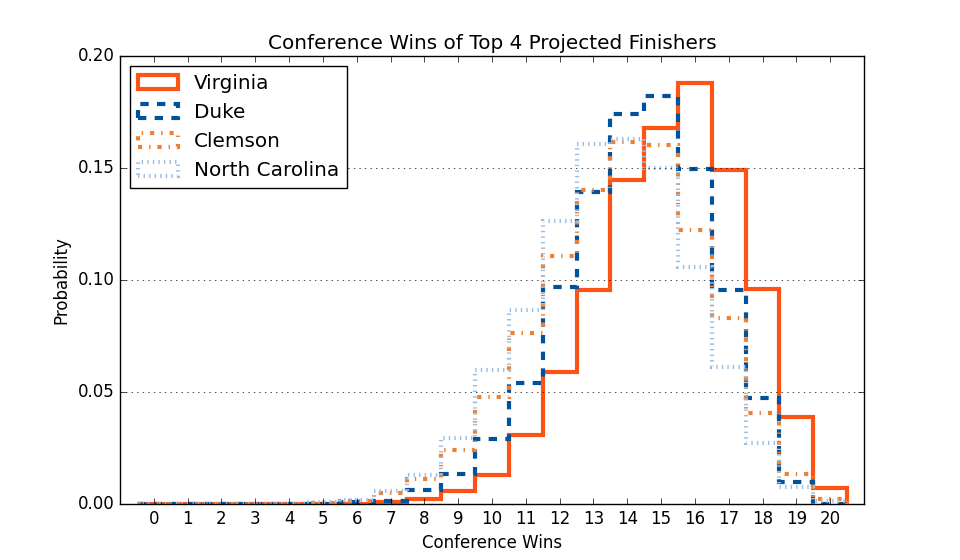 Conference Wins of Top 4 Projected Finishers
0.20
0.15
0.10
0.05
0.00
Probability
Virginia
Duke
Clemson
North Carolina
0 1 2 3 4 5 6 7 8 9 10 11 12 13 14 15 16 17 18 19 20
Conference Wins